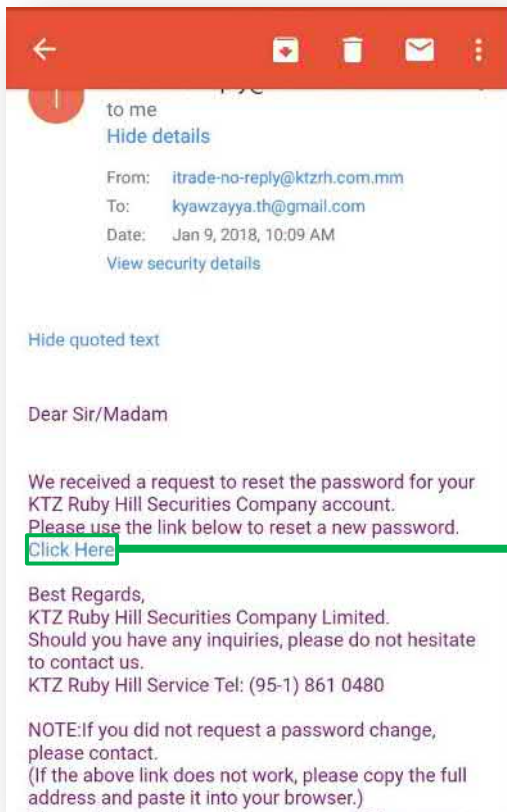 to me
Hide details
From: itrade-no-reply@ktzrh.com.mm
To: kyawzayya.th@gmail.com
Date: Jan 9, 2018, 10:09 AM
View security details
Hide quoted text
Dear Sir/Madam
We received a request to reset the password for your
KTZ Ruby Hill Securities Company account.
Please use the link below to reset a new password.
Click Here
Best Regards,
KTZ Ruby Hill Securities Company Limited.
Should you have any inquiries, please do not hesitate
to contact us.
KTZ Ruby Hill Service Tel: (95-1) 861 0480
NOTE:If you did not request a password change,
please contact.
(If the above link does not work, please copy the full
address and paste it into your browser.)